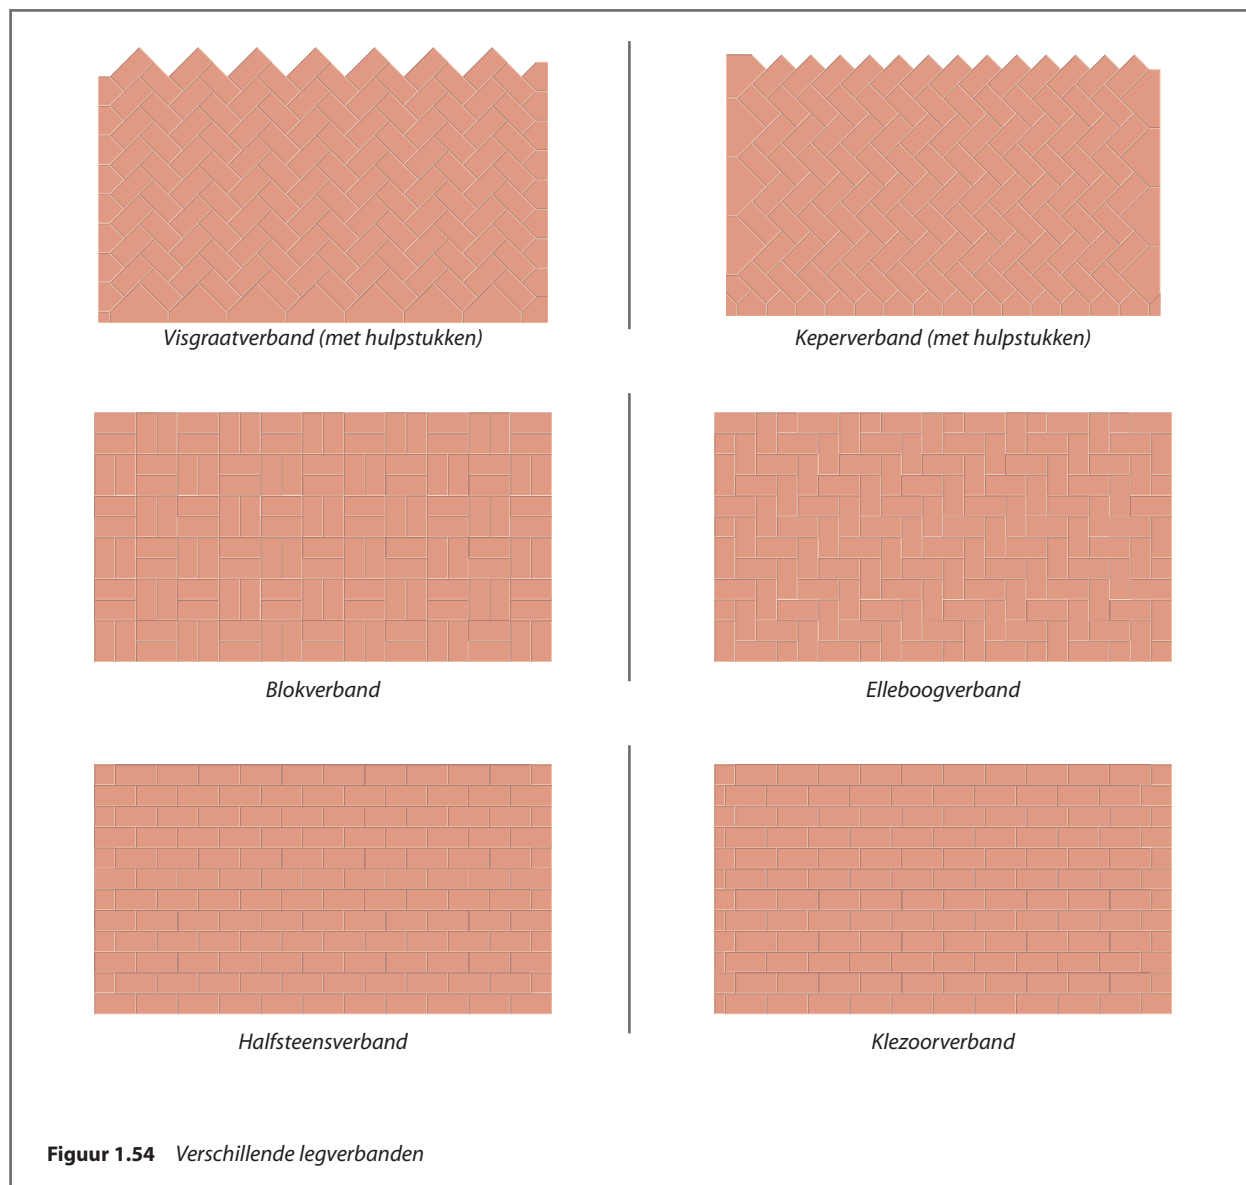 Visgraatverband (met hulpstukken)
Keperverband (met hulpstukken)
Blokverband
Elleboogverband
Halfsteensverband
Klezoorverband
Figuur 1.54 Verschillende legverbanden